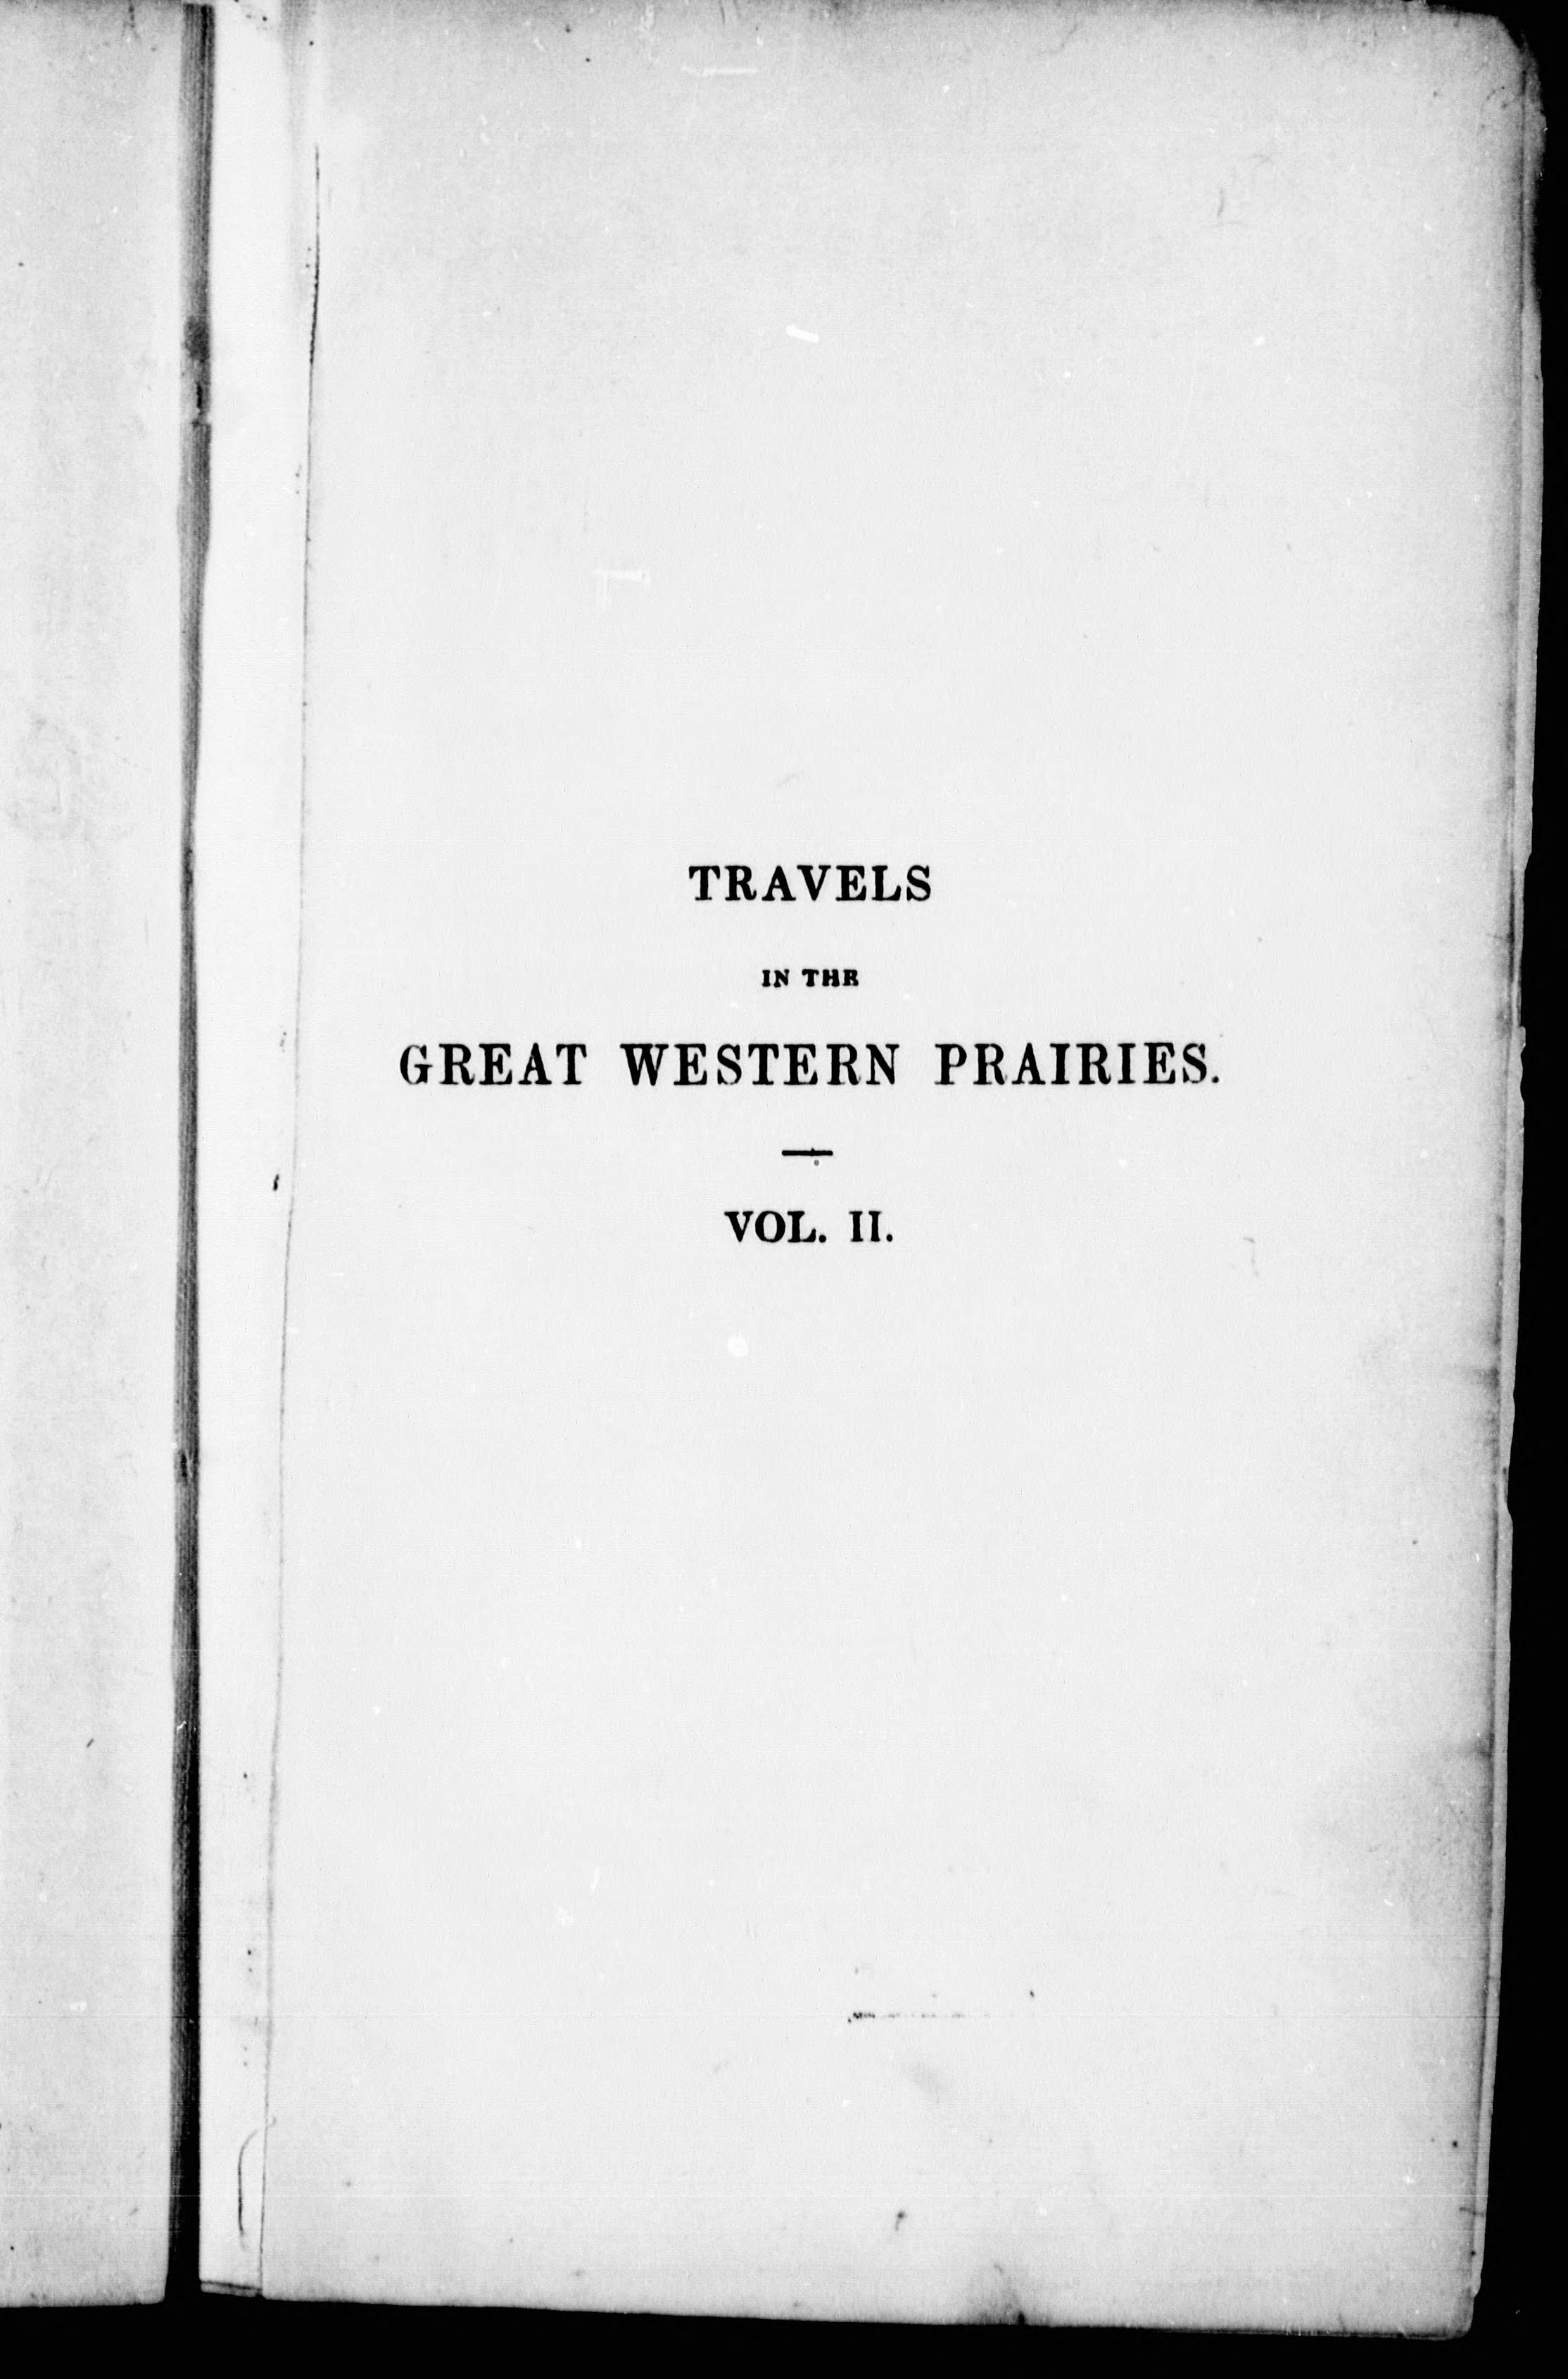 TRAVELS
IN THE
GREAT WESTERN PRAIRIES.
VOL. II.